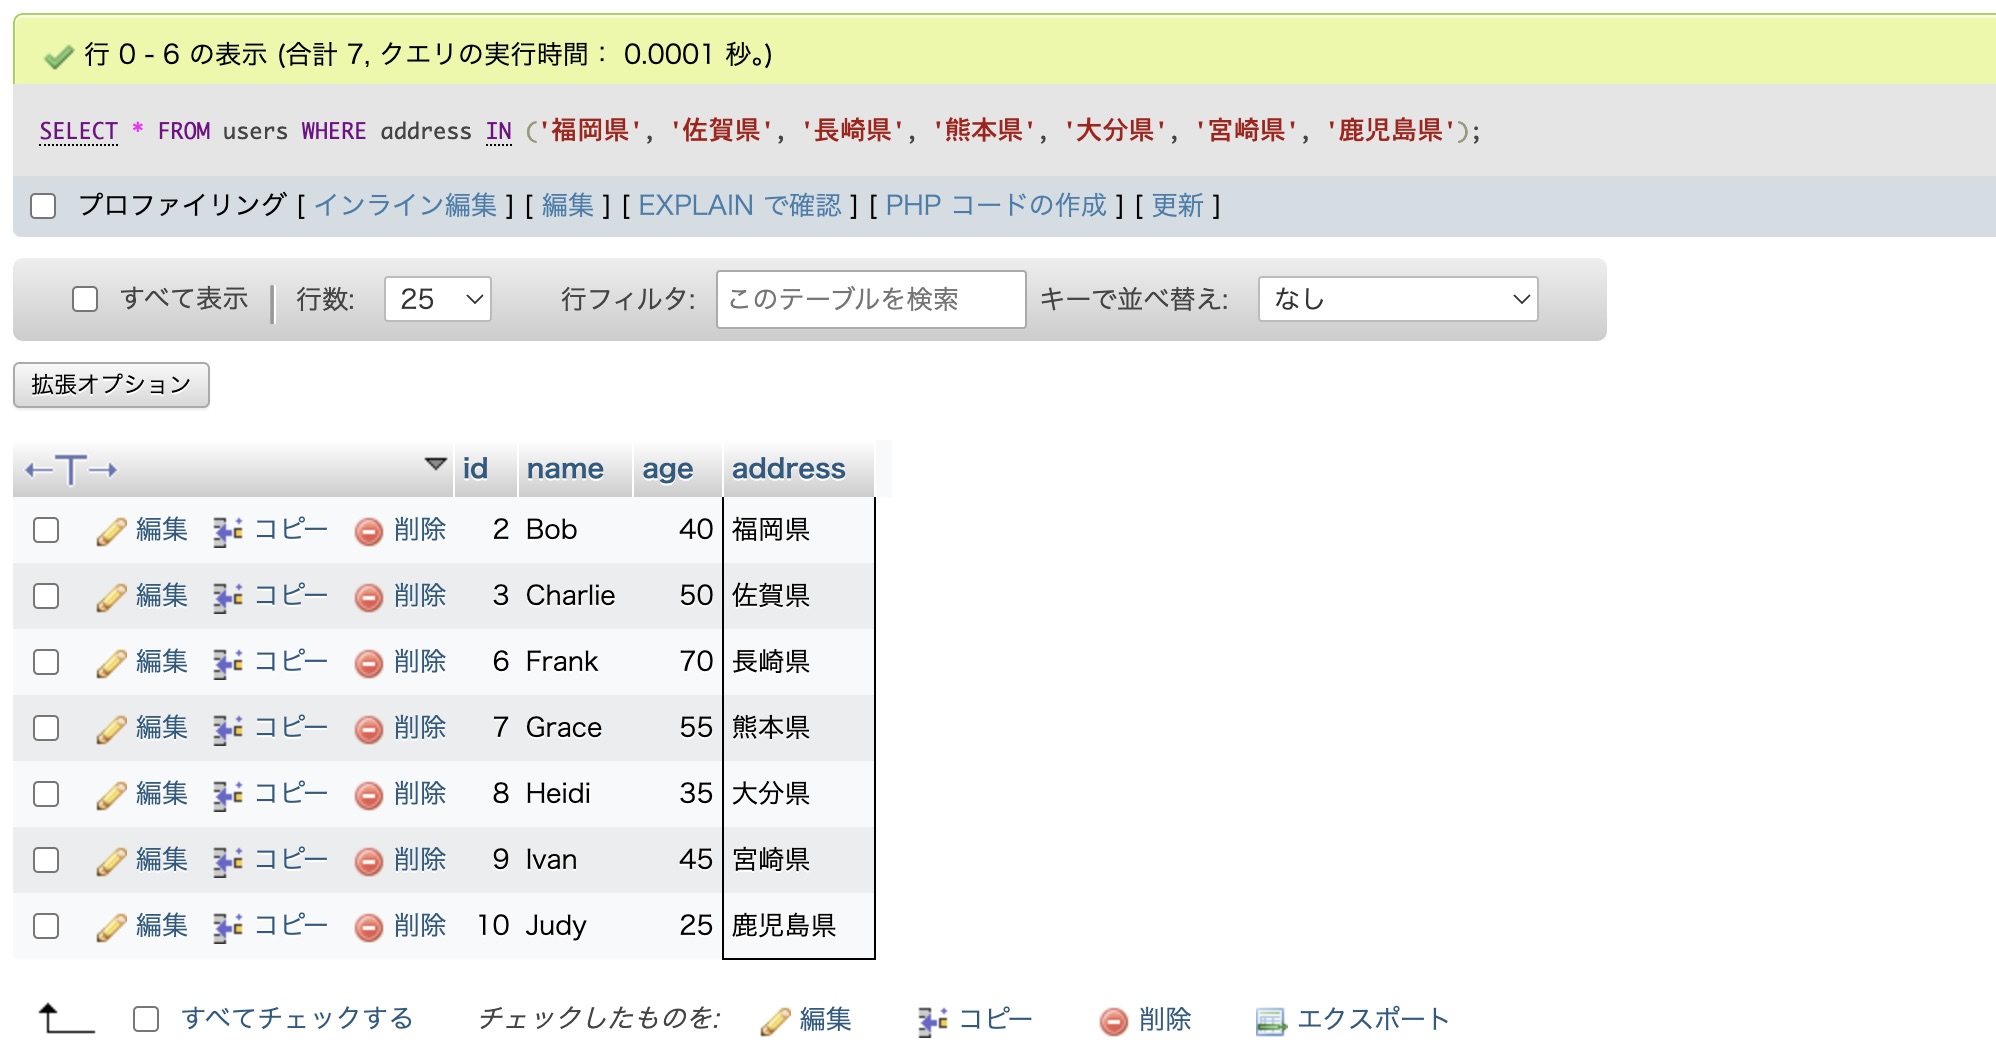 行 0 - 6 の表示 (合計 7, クエリの実行時間： 0.0001 秒。)
SELECT * FROM users WHERE address IN ('福岡県', '佐賀県', '長崎県', '熊本県', '大分県', '宮崎県', '鹿児島県');
プロファイリング [ インライン編集 ] [ 編集 ] [ EXPLAIN で確認 ] [ PHP コードの作成 ] [ 更新 ]
すべて表示 行数: 25 行フィルタ: このテーブルを検索 キーで並べ替え: なし
拡張オプション
←T→ id name age address
編集 コピー 削除 2 Bob 40 福岡県
編集 コピー 削除 3 Charlie 50 佐賀県
編集 コピー 削除 6 Frank 70 長崎県
編集 コピー 削除 7 Grace 55 熊本県
編集 コピー 削除 8 Heidi 35 大分県
編集 コピー 削除 9 Ivan 45 宮崎県
編集 コピー 削除 10 Judy 25 鹿児島県
すべてチェックする チェックしたものを: 編集 コピー 削除 エクスポート